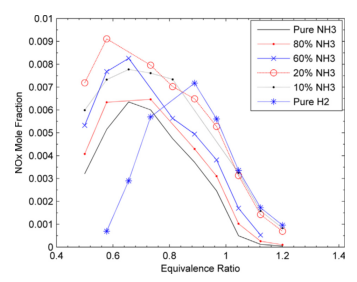 0.01
0.009
0.008
0.007
0.006
0.005
0.004
0.003
0.002
0.001
0
NOx Mole Fraction
Pure NH3
80% NH3
60% NH3
20% NH3
10% NH3
Pure H2
0.4 0.6 0.8 1 1.2 1.4
Equivalence Ratio